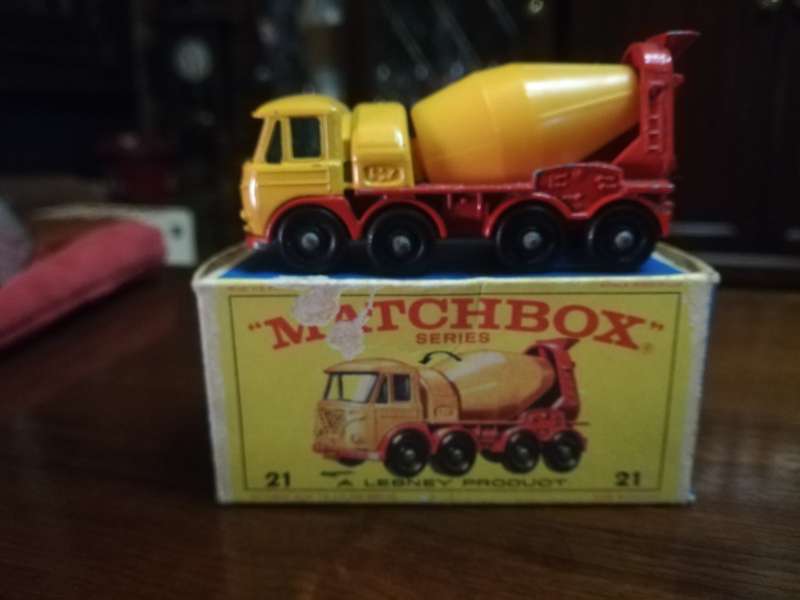 "MATCHBOX"®
SERIES
21 "A LESNEY PRODUCT" 21